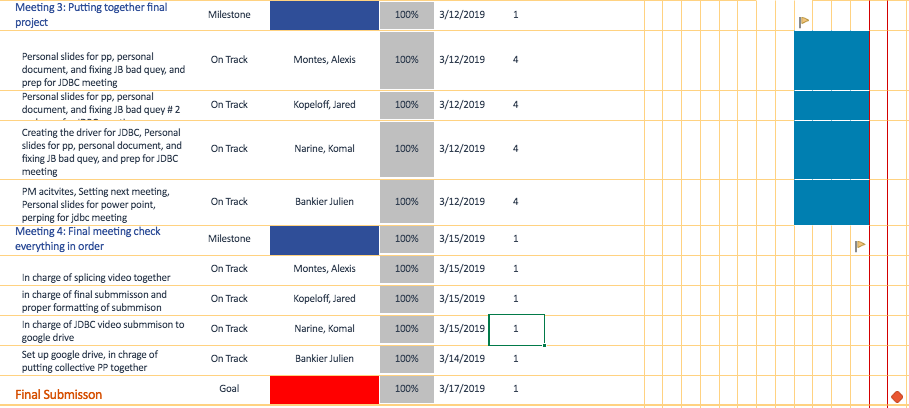 Meeting 3: Putting together final
project
Milestone
100%
3/12/2019
1
Personal slides for pp, personal
document, and fixing JB bad quey, and
prep for JDBC meeting
On Track
Montes, Alexis
100%
3/12/2019
4
Personal slides for pp, personal
document, and fixing JB bad quey # 2
On Track
Kopeloff, Jared
100%
3/12/2019
4
Creating the driver for JDBC, Personal
slides for pp, personal document, and
fixing JB bad quey, and prep for JDBC
meeting
On Track
Narine, Komal
100%
3/12/2019
4
PM acitvites, Setting next meeting,
Personal slides for power point,
perping for jdbc meeting
On Track
Bankier Julien
100%
3/12/2019
4
Meeting 4: Final meeting check
everything in order
Milestone
100%
3/15/2019
1
In charge of splicing video together
On Track
Montes, Alexis
100%
3/15/2019
1
in charge of final submmisson and
proper formatting of submmison
On Track
Kopeloff, Jared
100%
3/15/2019
1
In charge of JDBC video submmison to
google drive
On Track
Narine, Komal
100%
3/15/2019
1
Set up google drive, in chrage of
putting collective PP together
On Track
Bankier Julien
100%
3/14/2019
1
Final Submisson
Goal
100%
3/17/2019
1